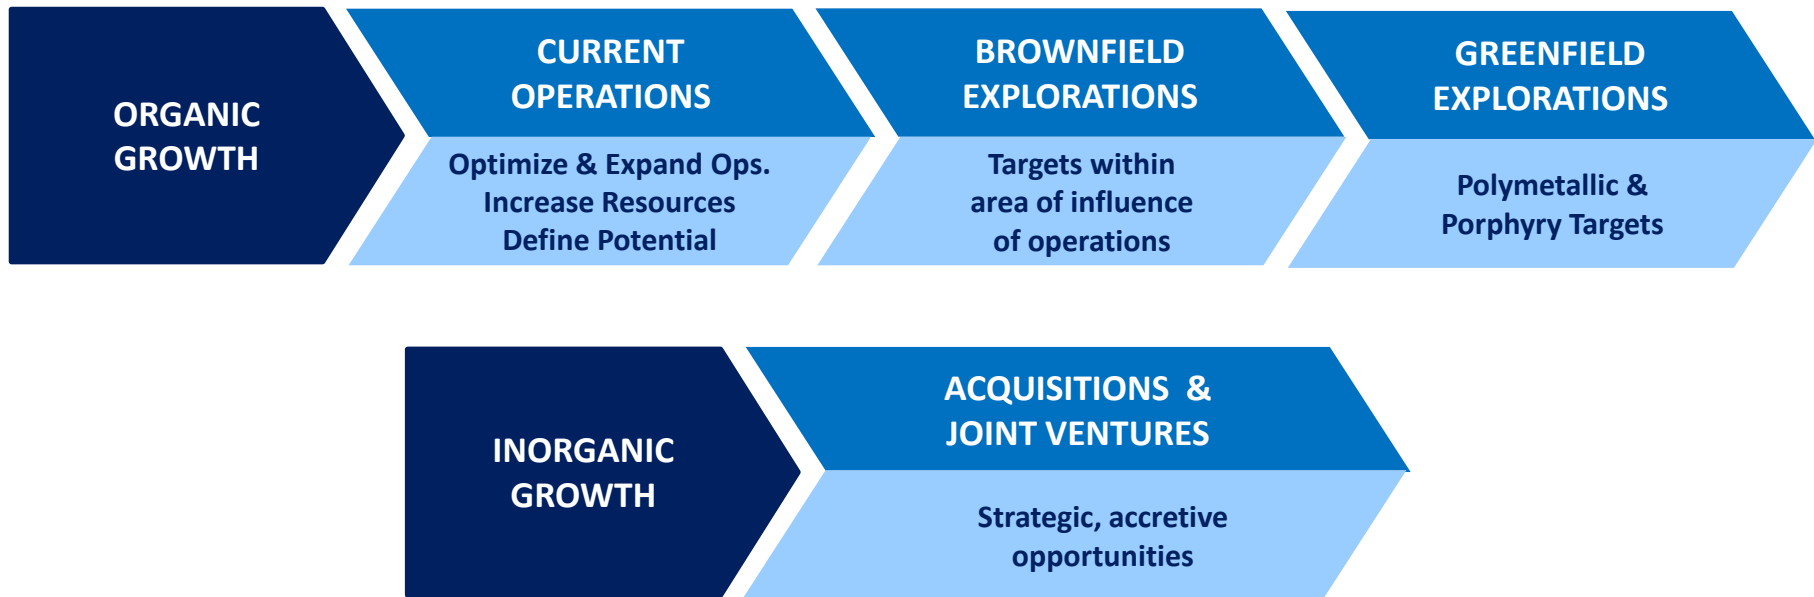 ORGANIC
GROWTH
CURRENT
OPERATIONS
Optimize & Expand Ops.
Increase Resources
Define Potential
BROWNFIELD
EXPLORATIONS
Targets within
area of influence
of operations
GREENFIELD
EXPLORATIONS
Polymetallic &
Porphyry Targets
INORGANIC
GROWTH
ACQUISITIONS &
JOINT VENTURES
Strategic, accretive
opportunities